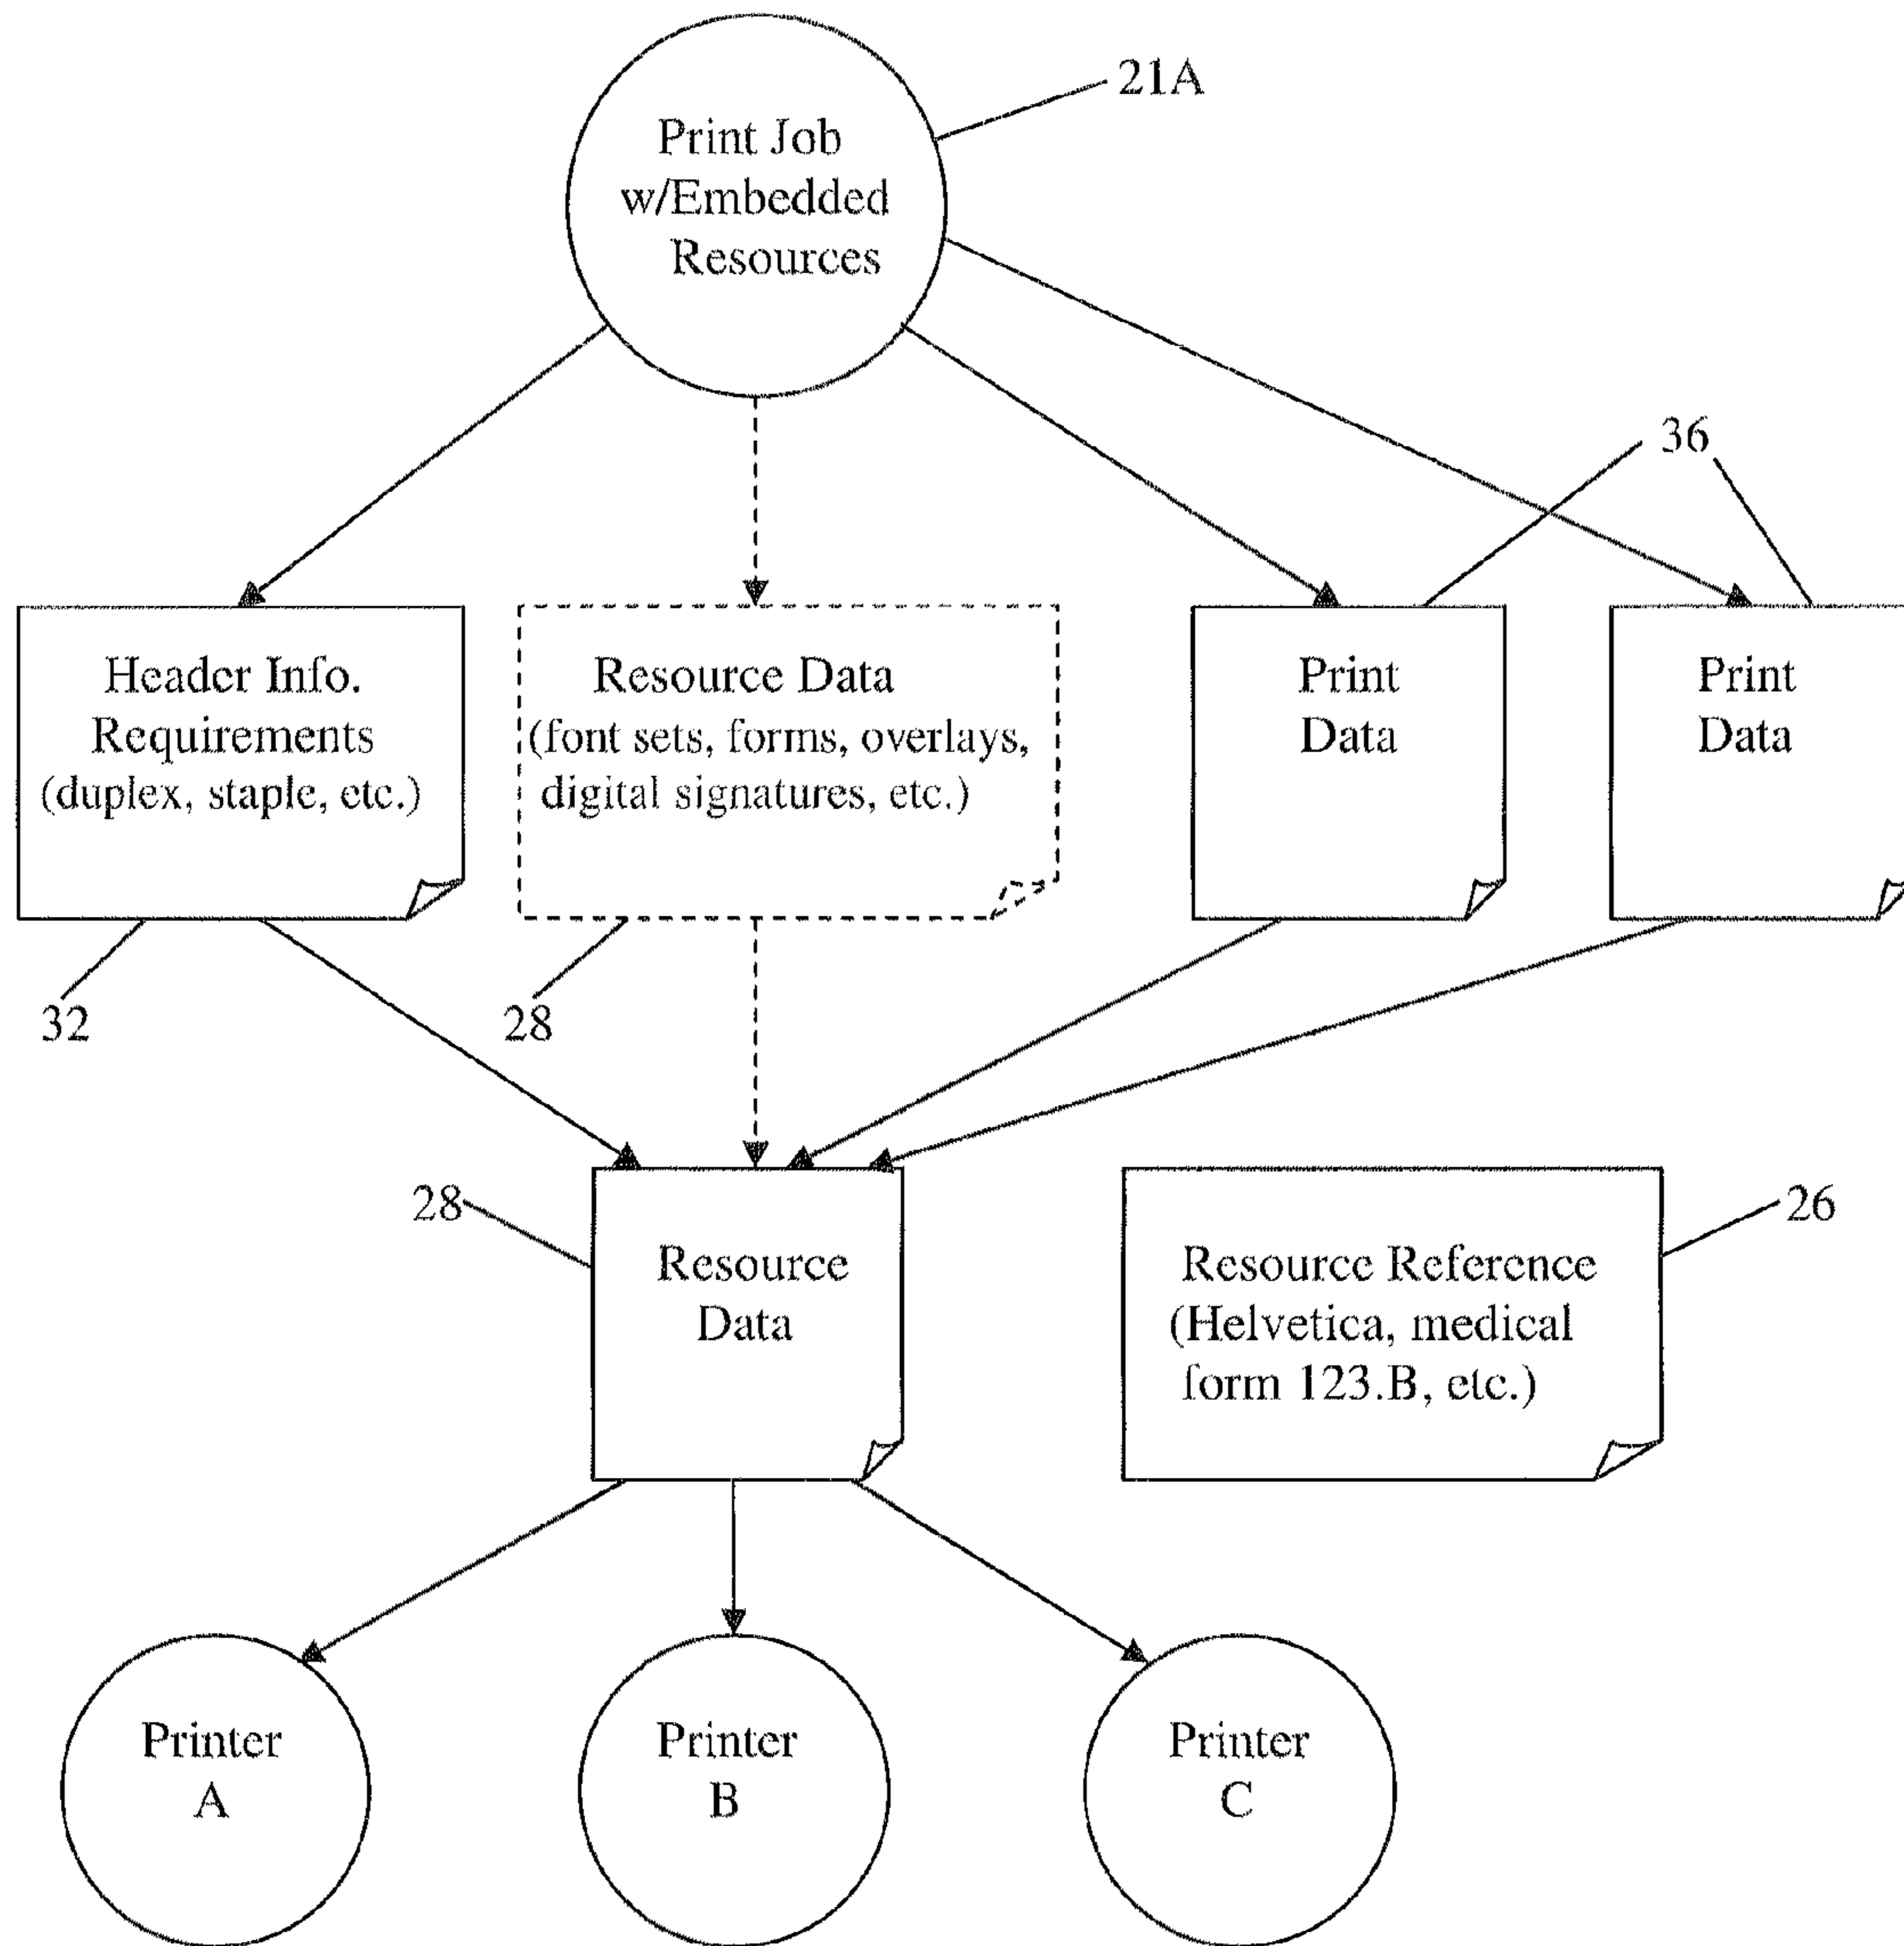 Print Job
w/Embedded
Resources
21A
36
Header Info.
Requirements
(duplex, staple, etc.)
Resource Data
(font sets, forms, overlays,
digital signatures, etc.)
Print
Data
Print
Data
32
28
28
Resource
Data
26
Resource Reference
(Helvetica, medical
form 123.B, etc.)
Printer
A
Printer
B
Printer
C